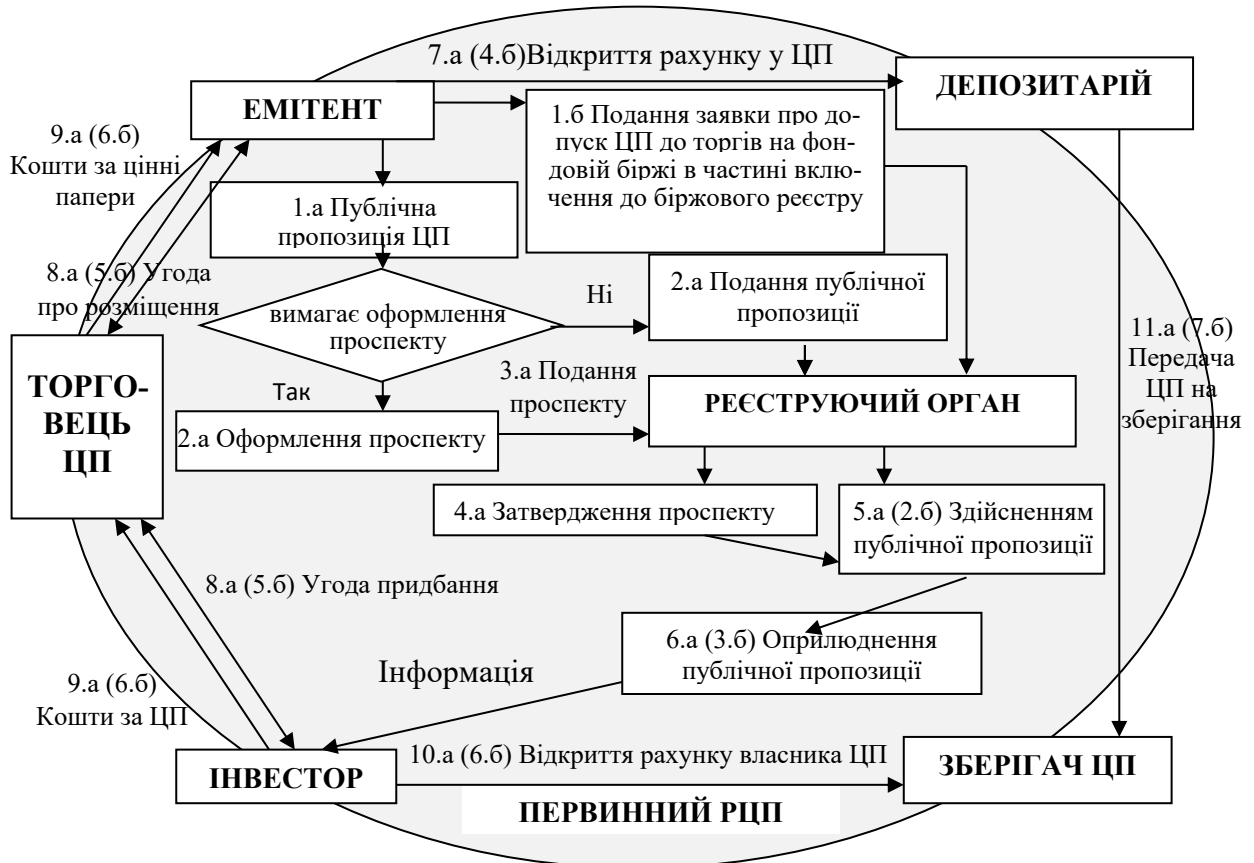 7.а (4.б)Відкриття рахунку у ЦП
ЕМІТЕНТ
ДЕПОЗИТАРІЙ
9.а (6.б)
Кошти за цінні
папери
1.б Подання заявки про до-
пуск ЦП до торгів на фон-
довій біржі в частині вклю-
чення до біржового реєстру
1.а Публічна
пропозиція ЦП
8.а (5.б) Угода
про розміщення
вимагає оформлення
проспекту
Ні
2.а Подання публічної
пропозиції
11.а (7.б)
Передача
ЦП на
зберігання
ТОРГО-
ВЕЦЬ
ЦП
Так
3.а Подання
проспекту
РЕЄСТРУЮЧИЙ ОРГАН
2.а Оформлення проспекту
4.а Затвердження проспекту
5.а (2.б) Здійсненням
публічної пропозиції
8.а (5.б) Угода придбання
6.а (3.б) Оприлюднення
публічної пропозиції
Інформація
9.а (6.б)
Кошти за ЦП
ІНВЕСТОР
10.а (6.б) Відкриття рахунку власника ЦП
ЗБЕРІГАЧ ЦП
ПЕРВИННИЙ РЦП